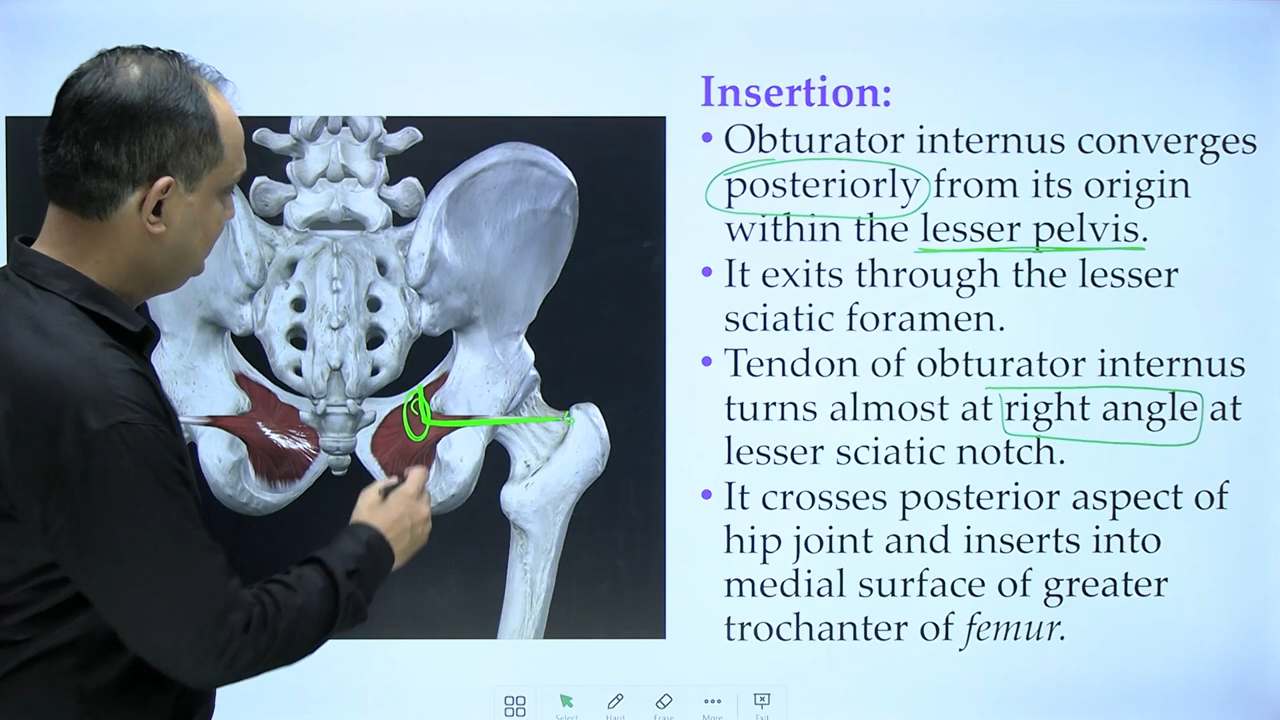 Insertion:
• Obturator internus converges
posteriorly from its origin
within the lesser pelvis.
• It exits through the lesser
sciatic foramen.
• Tendon of obturator internus
turns almost at right angle at
lesser sciatic notch.
• It crosses posterior aspect of
hip joint and inserts into
medial surface of greater
trochanter of femur.
Select Hard Erase More Exit